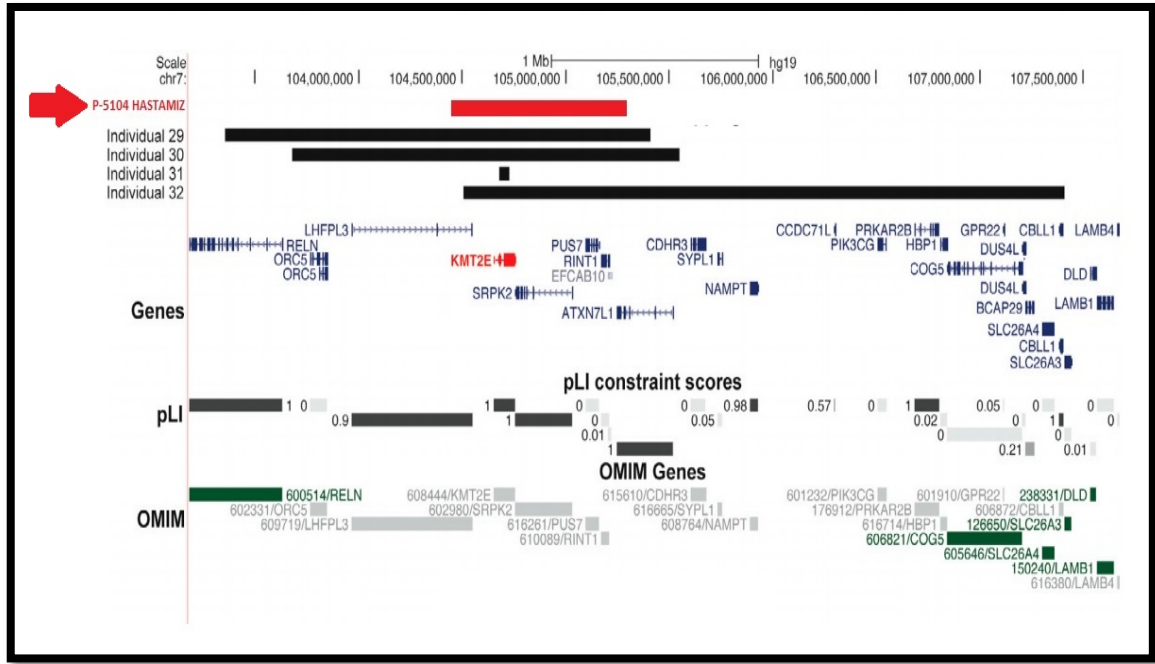 Scale 1 Mb hg19
chr7: 104,000,000 104,500,000 105,000,000 105,500,000 106,000,000 106,500,000 107,000,000 107,500,000
P-5104 HASTAMIZ
Individual 29
Individual 30
Individual 31
Individual 32
LHFPL3 CCDC71L PRKAR2B GPR22 CBLL1 LAMB4
RELN PUS7 CDHR3 PIK3CG HBP1 DUS4L
ORC5 KMT2E RINT1 SYPL1 COG5
ORC5 EFCAB10 DLD
SRPK2 NAMPT DUS4L
Genes ATXN7L1 BCAP29 LAMB1
SLC26A4
CBLL1
SLC26A3
pLI constraint scores
1 0 1 0 0 0.98 0.57 0 1 0.05 0 0
pLI 0.9 1 0 0.05 0.02 0 1 0
0.01 0 0
1 0.21 0.01
OMIM Genes
600514/RELN 608444/KMT2E 615610/CDHR3 601232/PIK3CG 601910/GPR22 238331/DLD
602331/ORC5 602980/SRPK2 616665/SYPL1 176912/PRKAR2B 606872/CBLL1
OMIM 609719/LHFPL3 616261/PUS7 608764/NAMPT 616714/HBP1 126650/SLC26A3
610089/RINT1 606821/COG5
605646/SLC26A4
150240/LAMB1
616380/LAMB4